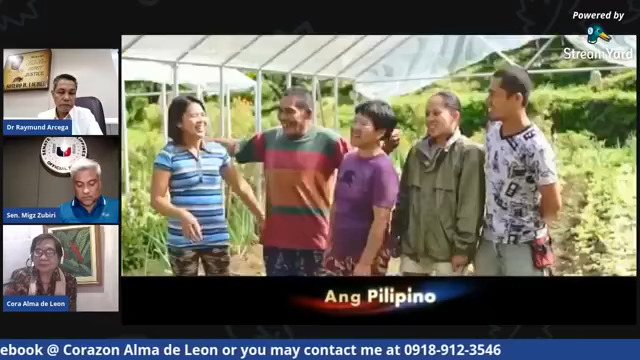 Powered by
StreamYard
Dr Raymund Arcega
Sen. Migz Zubiri
Cora Alma de Leon
Ang Pilipino
ebook @ Corazon Alma de Leon or you may contact me at 0918-912-3546